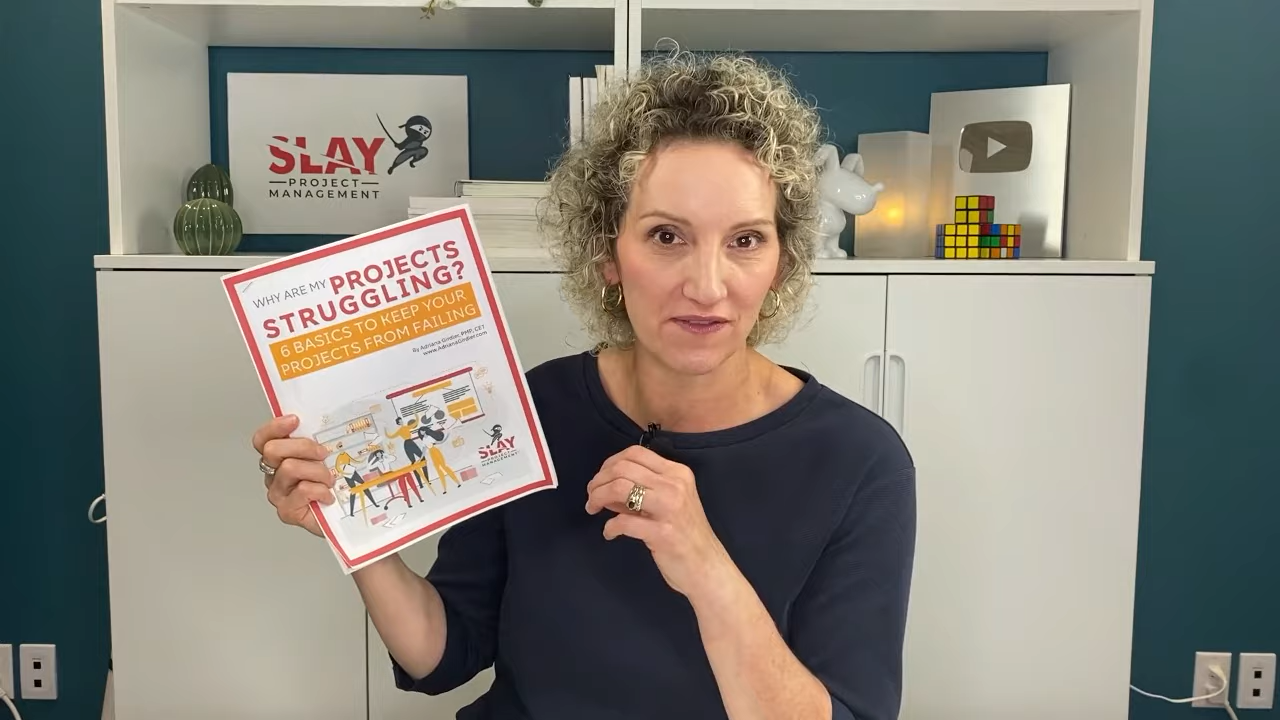 SLAY
PROJECT
MANAGEMENT
WHY ARE MY PROJECTS
STRUGGLING?
6 BASICS TO KEEP YOUR
PROJECTS FROM FAILING
By Adriana Girdler, PMP, CET
www.AdrianaGirdler.com
SLAY
PROJECT
MANAGEMENT